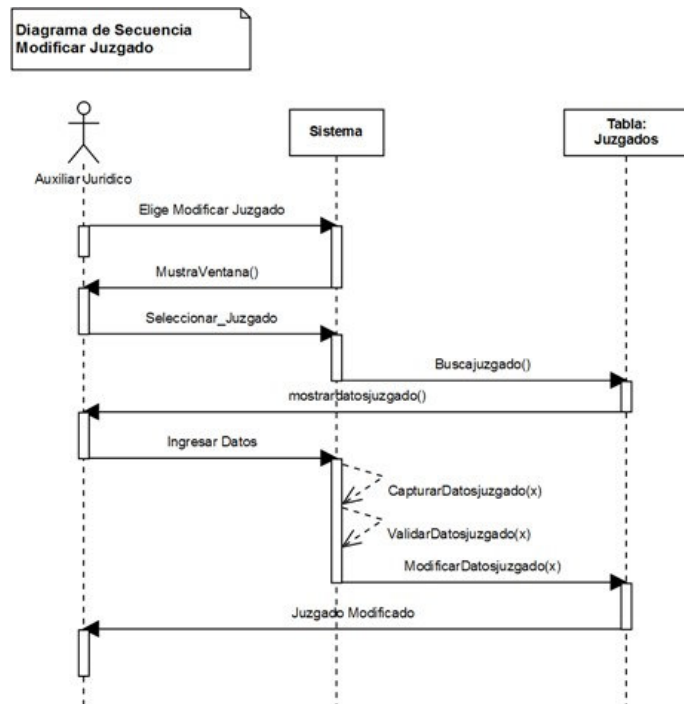 Diagrama de Secuencia
Modificar Juzgado
Sistema
Tabla:
Juzgados
Auxiliar Juridico
Elige Modificar Juzgado
MustraVentana()
Seleccionar_Juzgado
Buscajuzgado()
mostrardatosjuzgado()
Ingresar Datos
CapturarDatosjuzgado(x)
ValidarDatosjuzgado(x)
ModificarDatosjuzgado(x)
Juzgado Modificado